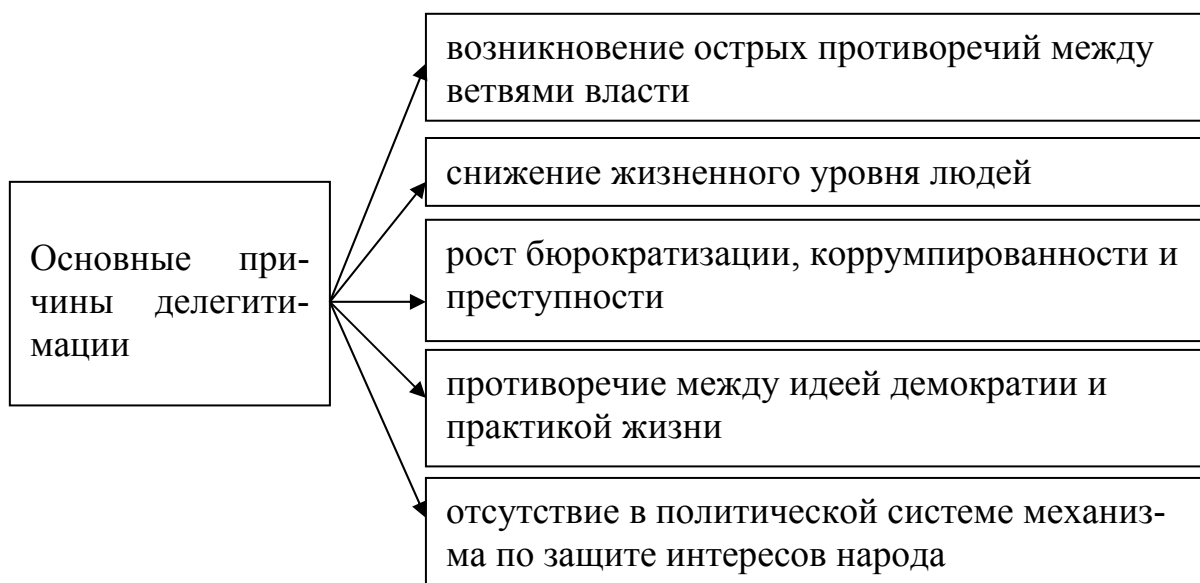 возникновение острых противоречий между
ветвями власти
снижение жизненного уровня людей
Основные при-
чины делегити-
мации
рост бюрократизации, коррумпированности и
преступности
противоречие между идеей демократии и
практикой жизни
отсутствие в политической системе механиз-
ма по защите интересов народа